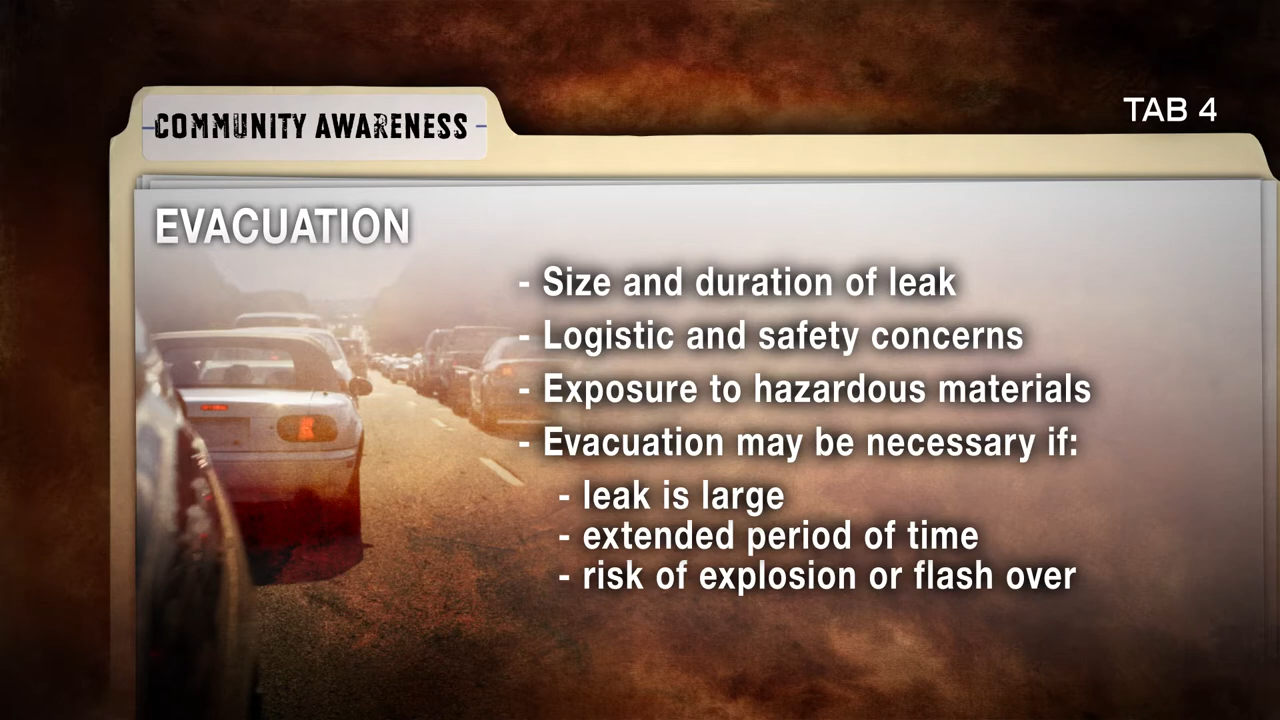 COMMUNITY AWARENESS
TAB 4
EVACUATION
- Size and duration of leak
- Logistic and safety concerns
- Exposure to hazardous materials
- Evacuation may be necessary if:
- leak is large
- extended period of time
- risk of explosion or flash over